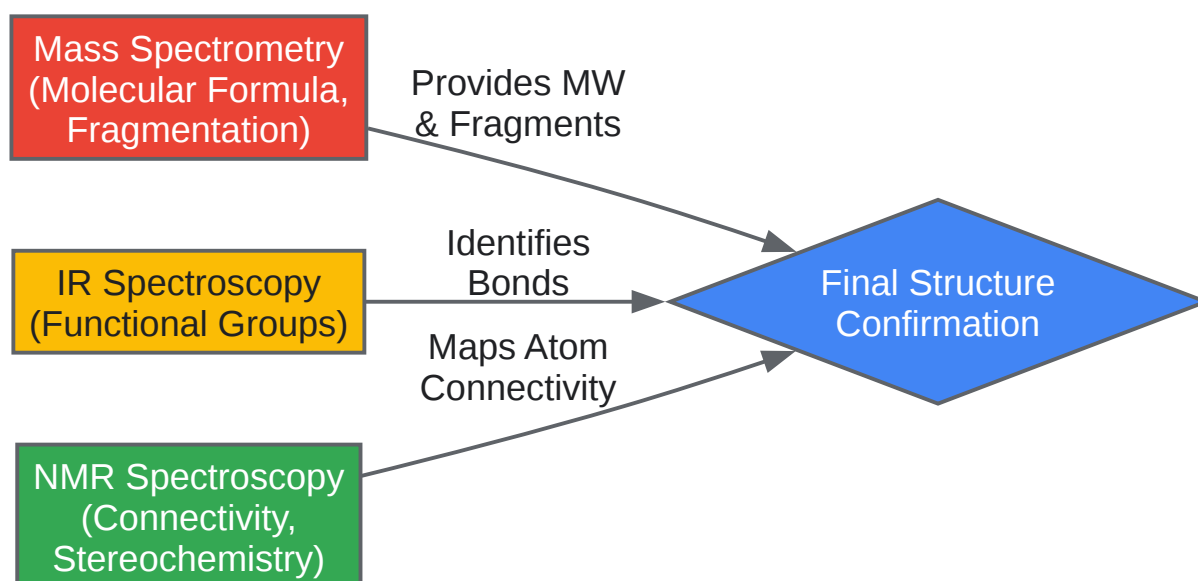 Mass Spectrometry
(Molecular Formula,
Fragmentation)
Provides MW
& Fragments
IR Spectroscopy
(Functional Groups)
Identifies
Bonds
Final Structure
Confirmation
Maps Atom
Connectivity
NMR Spectroscopy
(Connectivity,
Stereochemistry)